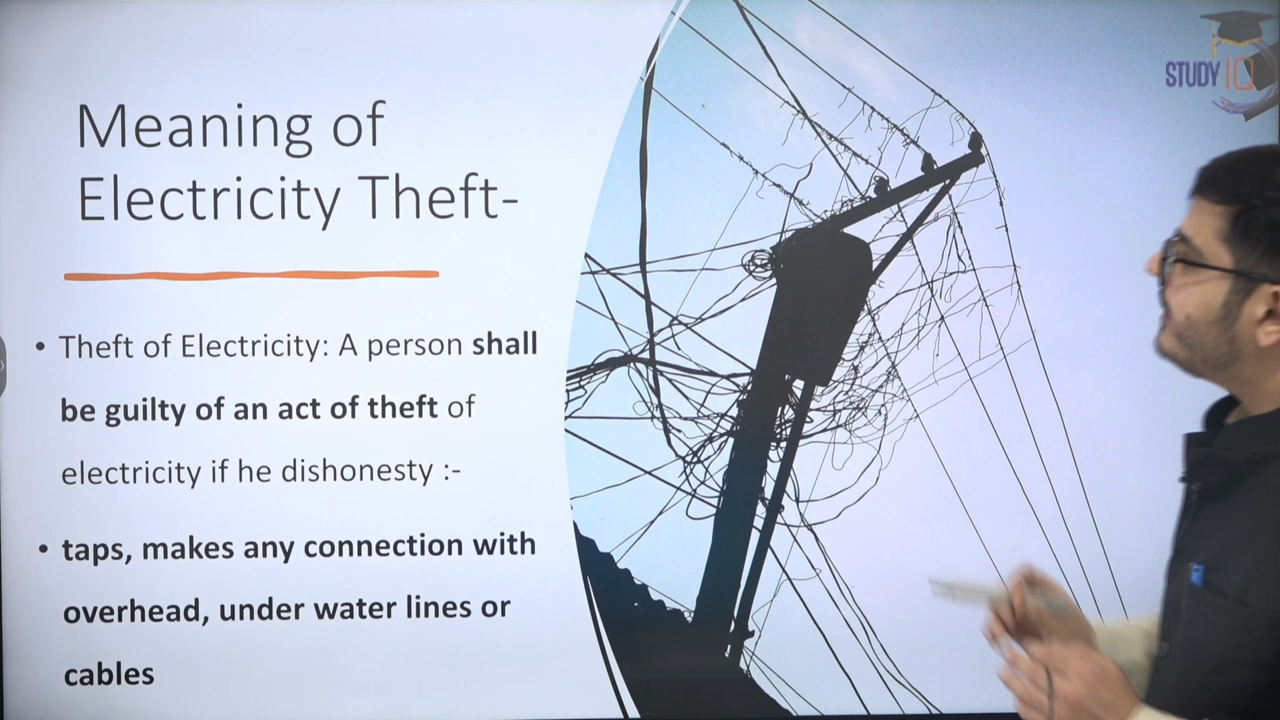 STUDY IQ
Meaning of
Electricity Theft-
• Theft of Electricity: A person shall
be guilty of an act of theft of
electricity if he dishonesty :-
• taps, makes any connection with
overhead, under water lines or
cables